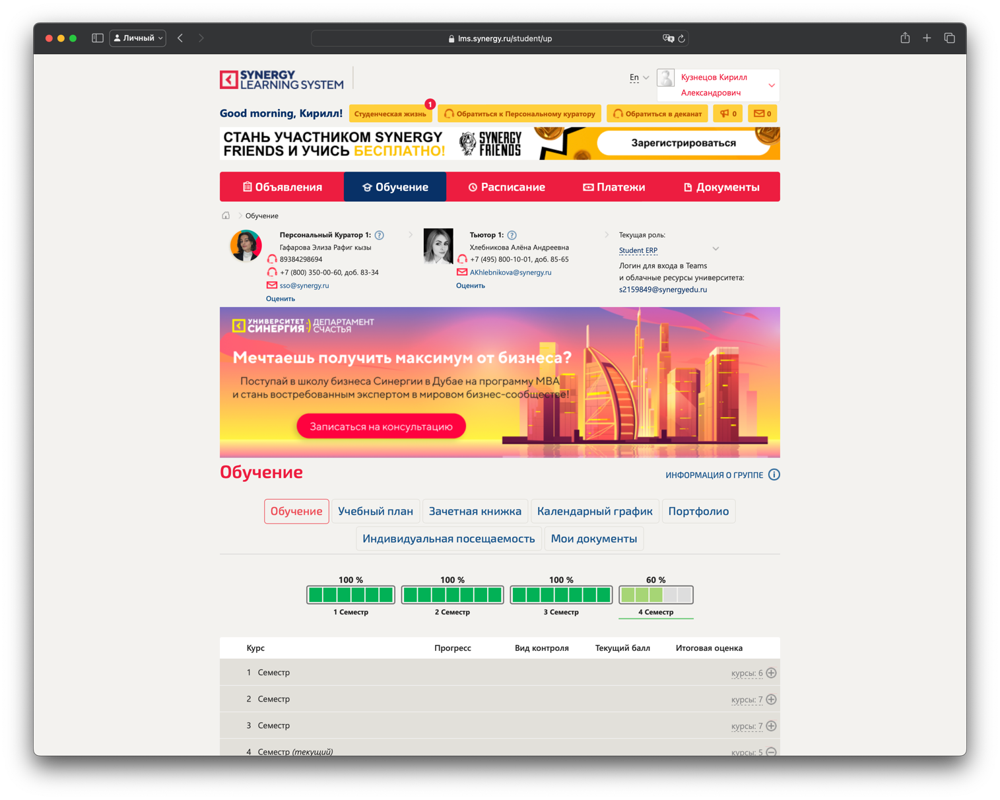 Личный
lms.synergy.ru/student/up
SYNERGY
LEARNING SYSTEM
En
Кузнецов Кирилл
Александрович
Good morning, Кирилл!
Студенческая жизнь
1
Обратиться к Персональному куратору
Обратиться в деканат
0
0
СТАНЬ УЧАСТНИКОМ SYNERGY
FRIENDS И УЧИСЬ БЕСПЛАТНО!
SYNERGY
FRIENDS
Зарегистрироваться
Объявления
Обучение
Расписание
Платежи
Документы
Обучение
Персональный Куратор 1: ?
Гафарова Элиза Рафиг кызы
89384298694
+7 (800) 350-00-60, доб. 83-34
sso@synergy.ru
Оценить
Тьютор 1: ?
Хлебникова Алёна Андреевна
+7 (495) 800-10-01, доб. 85-65
AKhlebnikova@synergy.ru
Оценить
Текущая роль:
Student ERP
Логин для входа в Teams
и облачные ресурсы университета:
s2159849@synergyedu.ru
УНИВЕРСИТЕТ
СИНЕРГИЯ
:)
ДЕПАРТАМЕНТ
СЧАСТЬЯ
Мечтаешь получить максимум от бизнеса?
Поступай в школу бизнеса Синергии в Дубае на программу MBA
и стань востребованным экспертом в мировом бизнес-сообществе!
Записаться на консультацию
Обучение
ИНФОРМАЦИЯ О ГРУППЕ i
Обучение
Учебный план
Зачетная книжка
Календарный график
Портфолио
Индивидуальная посещаемость
Мои документы
100 %
100 %
100 %
60 %
1 Семестр
2 Семестр
3 Семестр
4 Семестр
Курс Прогресс Вид контроля Текущий балл Итоговая оценка
1 Семестр курсы: 6
2 Семестр курсы: 7
3 Семестр курсы: 7
4 Семестр (текущий) курсы: 5